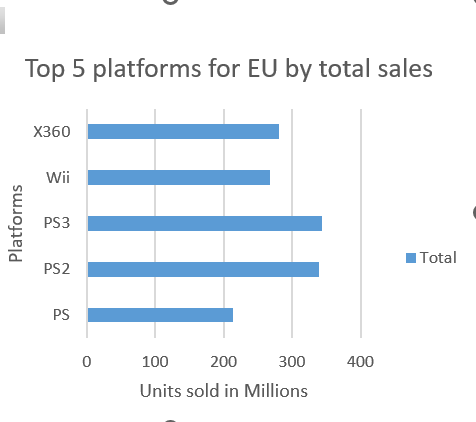 Top 5 platforms for EU by total sales
Platforms
X360
Wii
PS3
PS2
PS
Total
0 100 200 300 400
Units sold in Millions